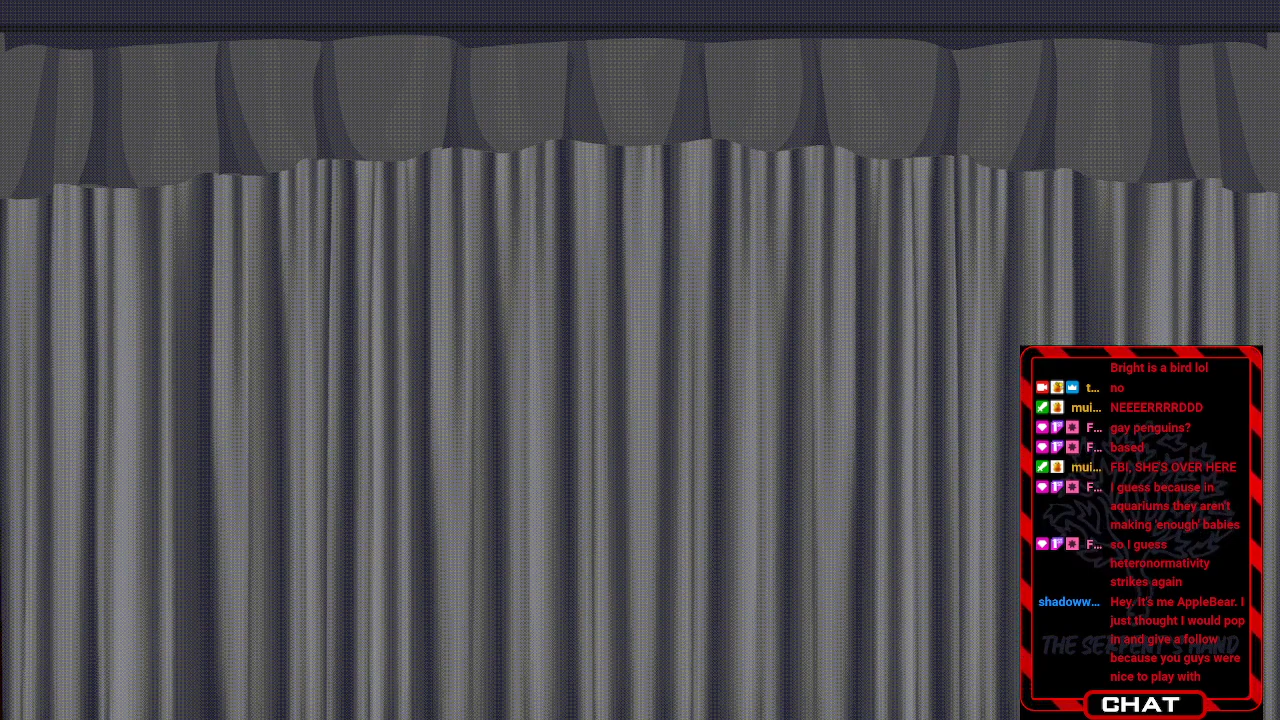 Bright is a bird lol
t... no
mui... NEEEERRRRDDD
F... gay penguins?
F... based
mui... FBI, SHE'S OVER HERE
F... I guess because in
aquariums they aren't
making 'enough' babies
F... so I guess
heteronormativity
strikes again
shadoww... Hey. It's me AppleBear. I
just thought I would pop
in and give a follow
because you guys were
nice to play with
THE SERPENT'S HAND
CHAT